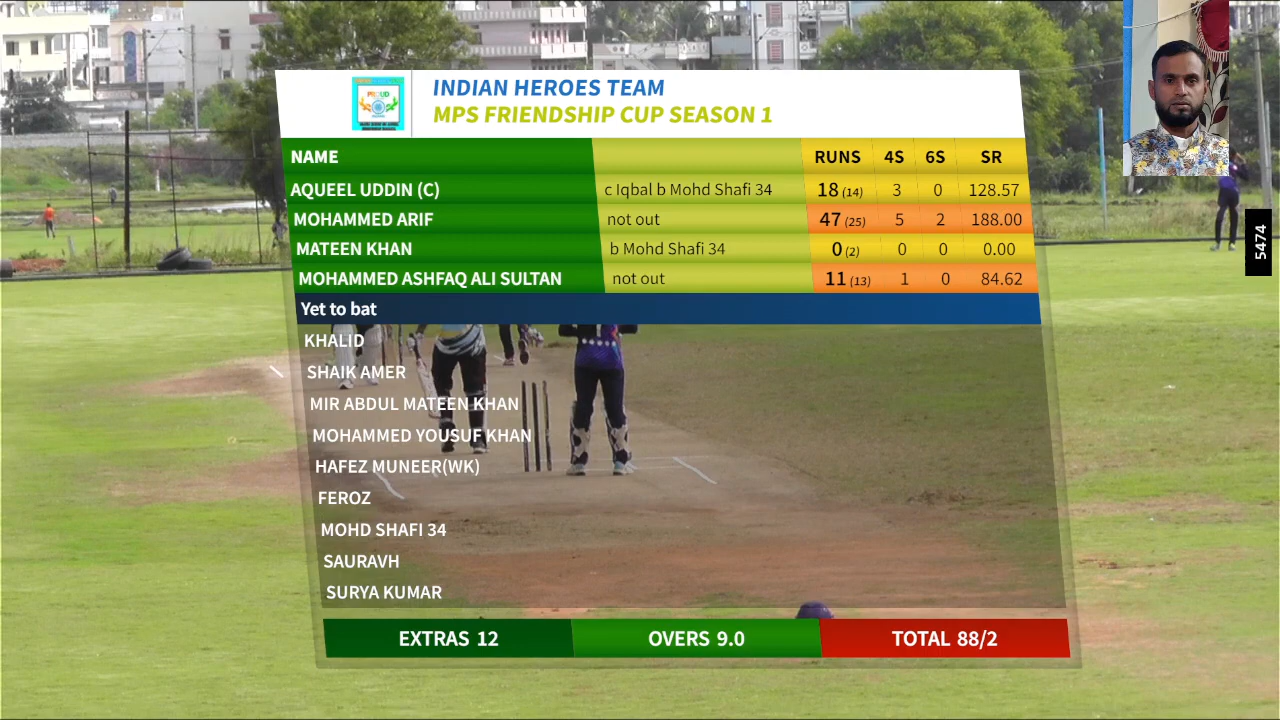 PROUD
INDIAN HEROES TEAM
MPS FRIENDSHIP CUP SEASON 1
NAME RUNS 4S 6S SR
AQUEEL UDDIN (C) c Iqbal b Mohd Shafi 34 18 (14) 3 0 128.57
MOHAMMED ARIF not out 47 (25) 5 2 188.00
MATEEN KHAN b Mohd Shafi 34 0 (2) 0 0 0.00
MOHAMMED ASHFAQ ALI SULTAN not out 11 (13) 1 0 84.62
Yet to bat
KHALID
SHAIK AMER
MIR ABDUL MATEEN KHAN
MOHAMMED YOUSUF KHAN
HAFEZ MUNEER(WK)
FEROZ
MOHD SHAFI 34
SAURAVH
SURYA KUMAR
EXTRAS 12 OVERS 9.0 TOTAL 88/2
5474